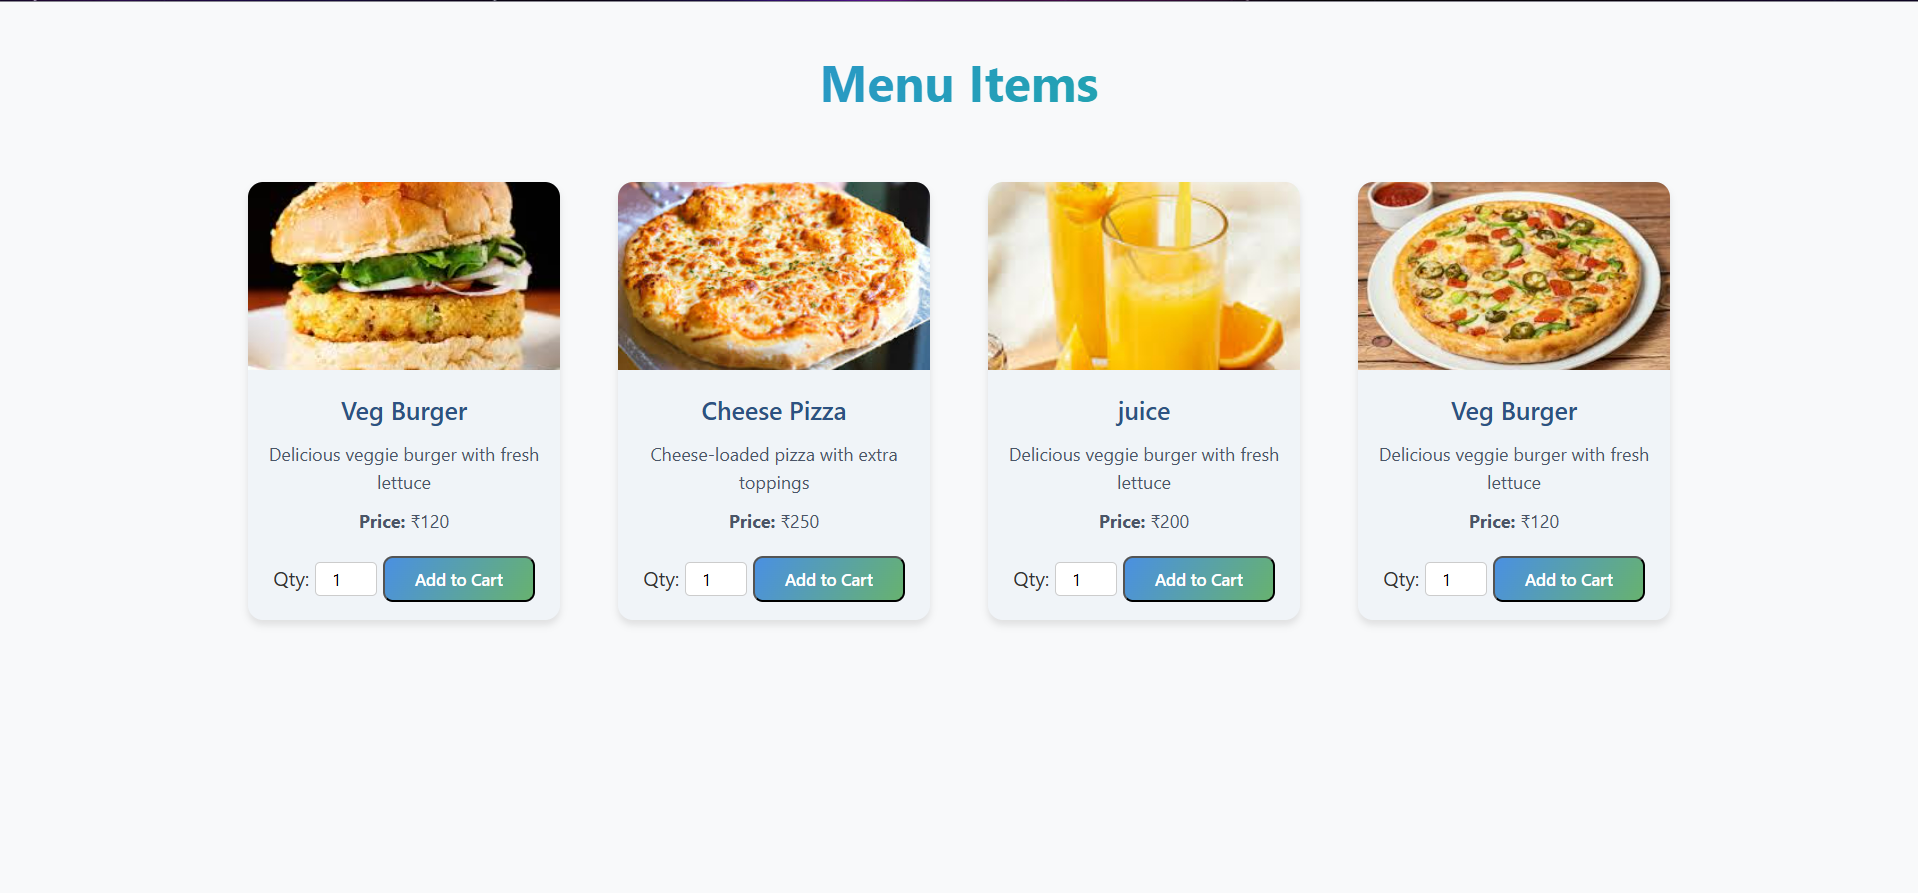 Menu Items
Veg Burger
Delicious veggie burger with fresh
lettuce
Price: ₹120
Qty: 1 Add to Cart
Cheese Pizza
Cheese-loaded pizza with extra
toppings
Price: ₹250
Qty: 1 Add to Cart
juice
Delicious veggie burger with fresh
lettuce
Price: ₹200
Qty: 1 Add to Cart
Veg Burger
Delicious veggie burger with fresh
lettuce
Price: ₹120
Qty: 1 Add to Cart